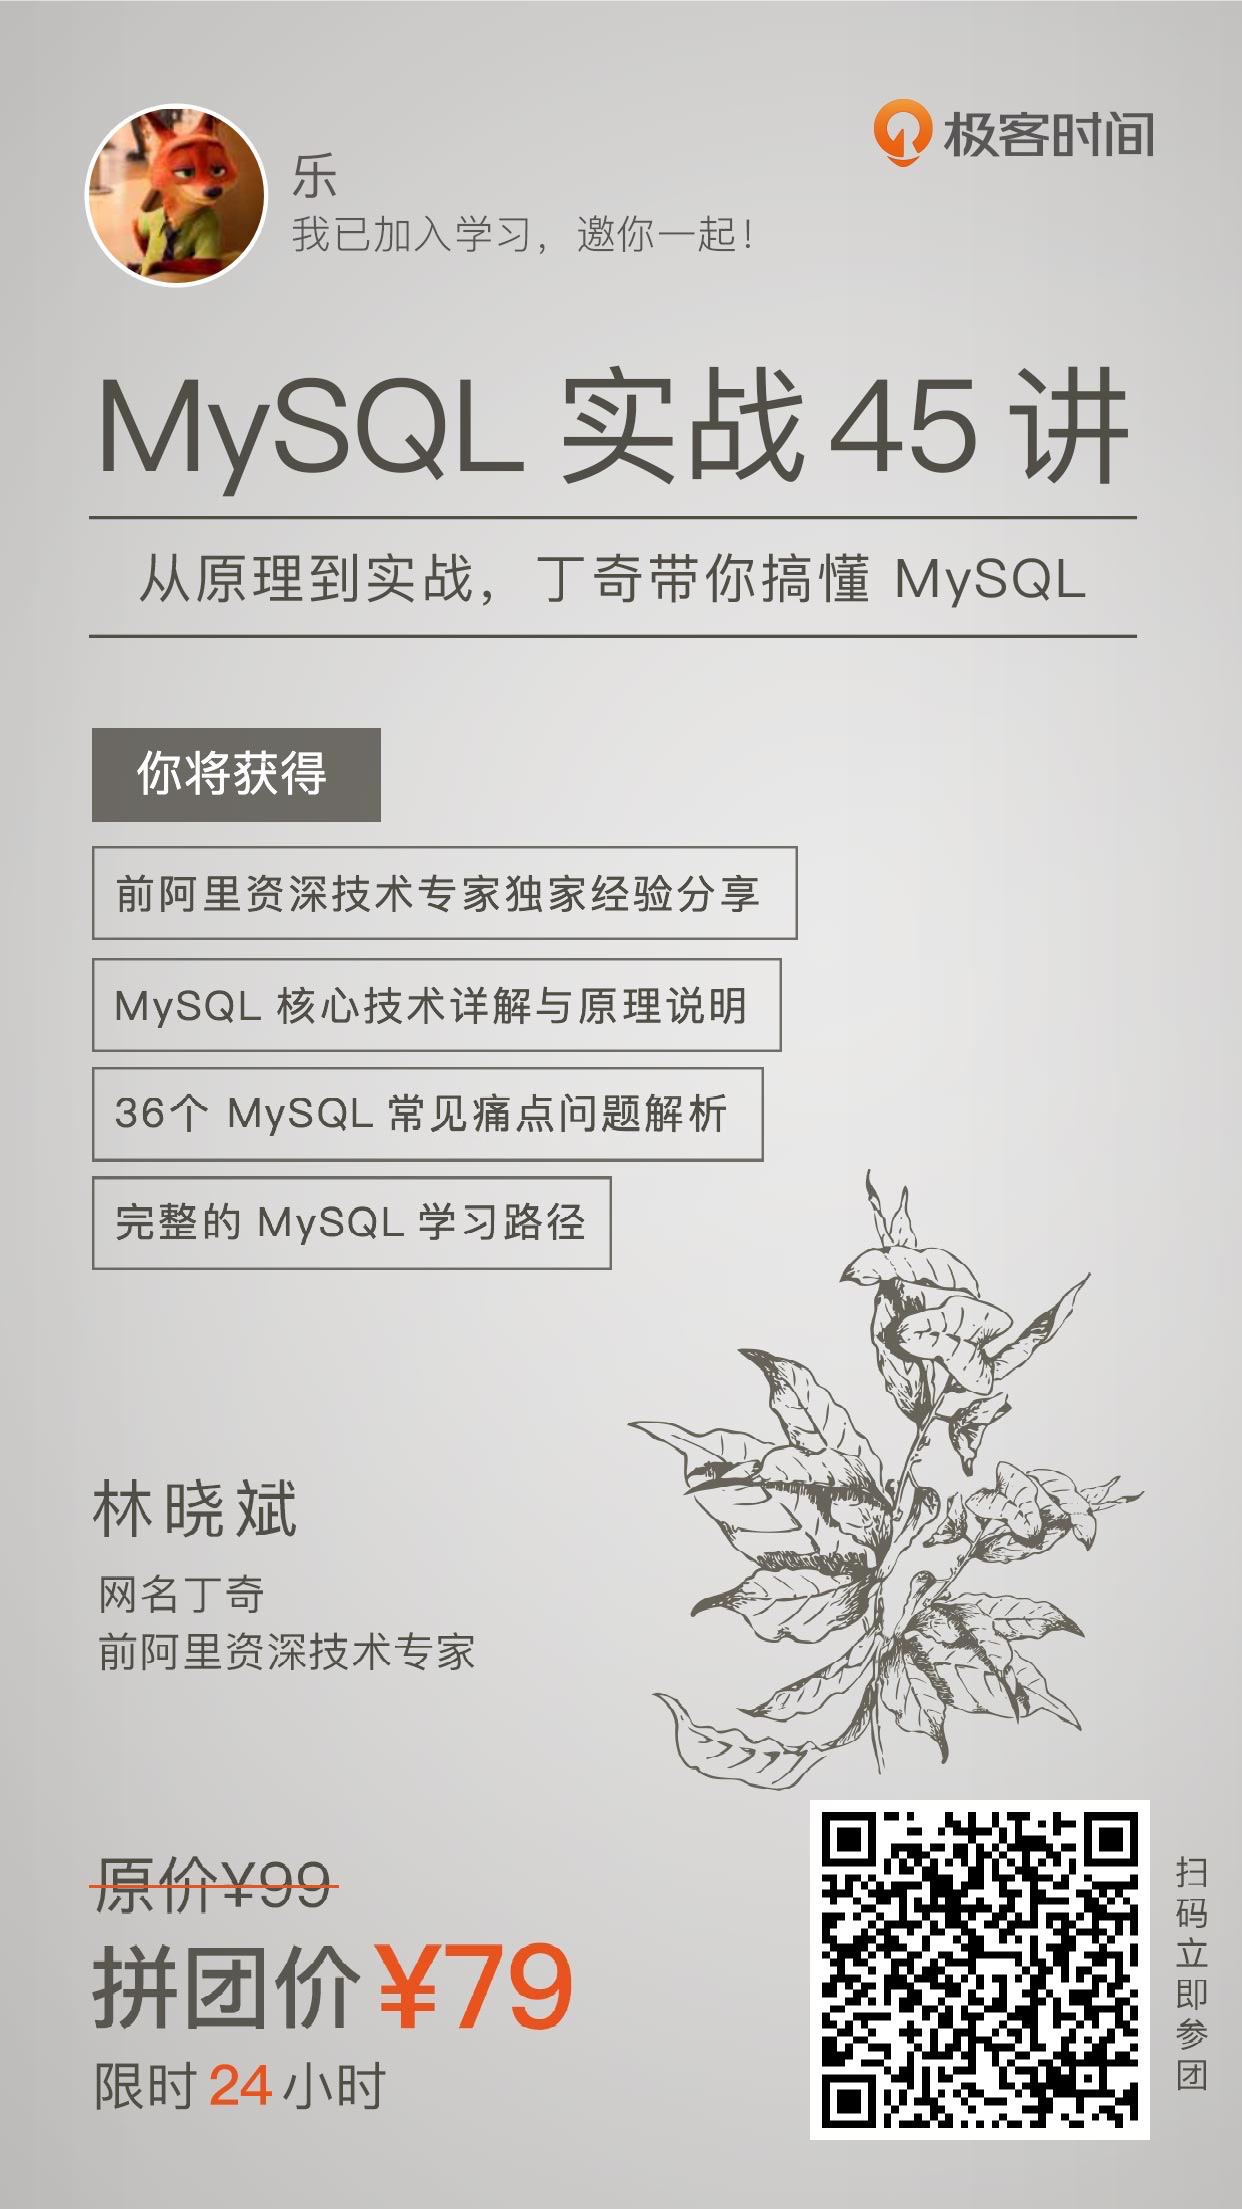 极客时间
乐
我已加入学习，邀你一起！
MySQL 实战 45 讲
从原理到实战，丁奇带你搞懂 MySQL
你将获得
前阿里资深技术专家独家经验分享
MySQL 核心技术详解与原理说明
36个 MySQL 常见痛点问题解析
完整的 MySQL 学习路径
林晓斌
网名丁奇
前阿里资深技术专家
原价¥99
拼团价 ¥79
限时 24 小时
扫码立即参团